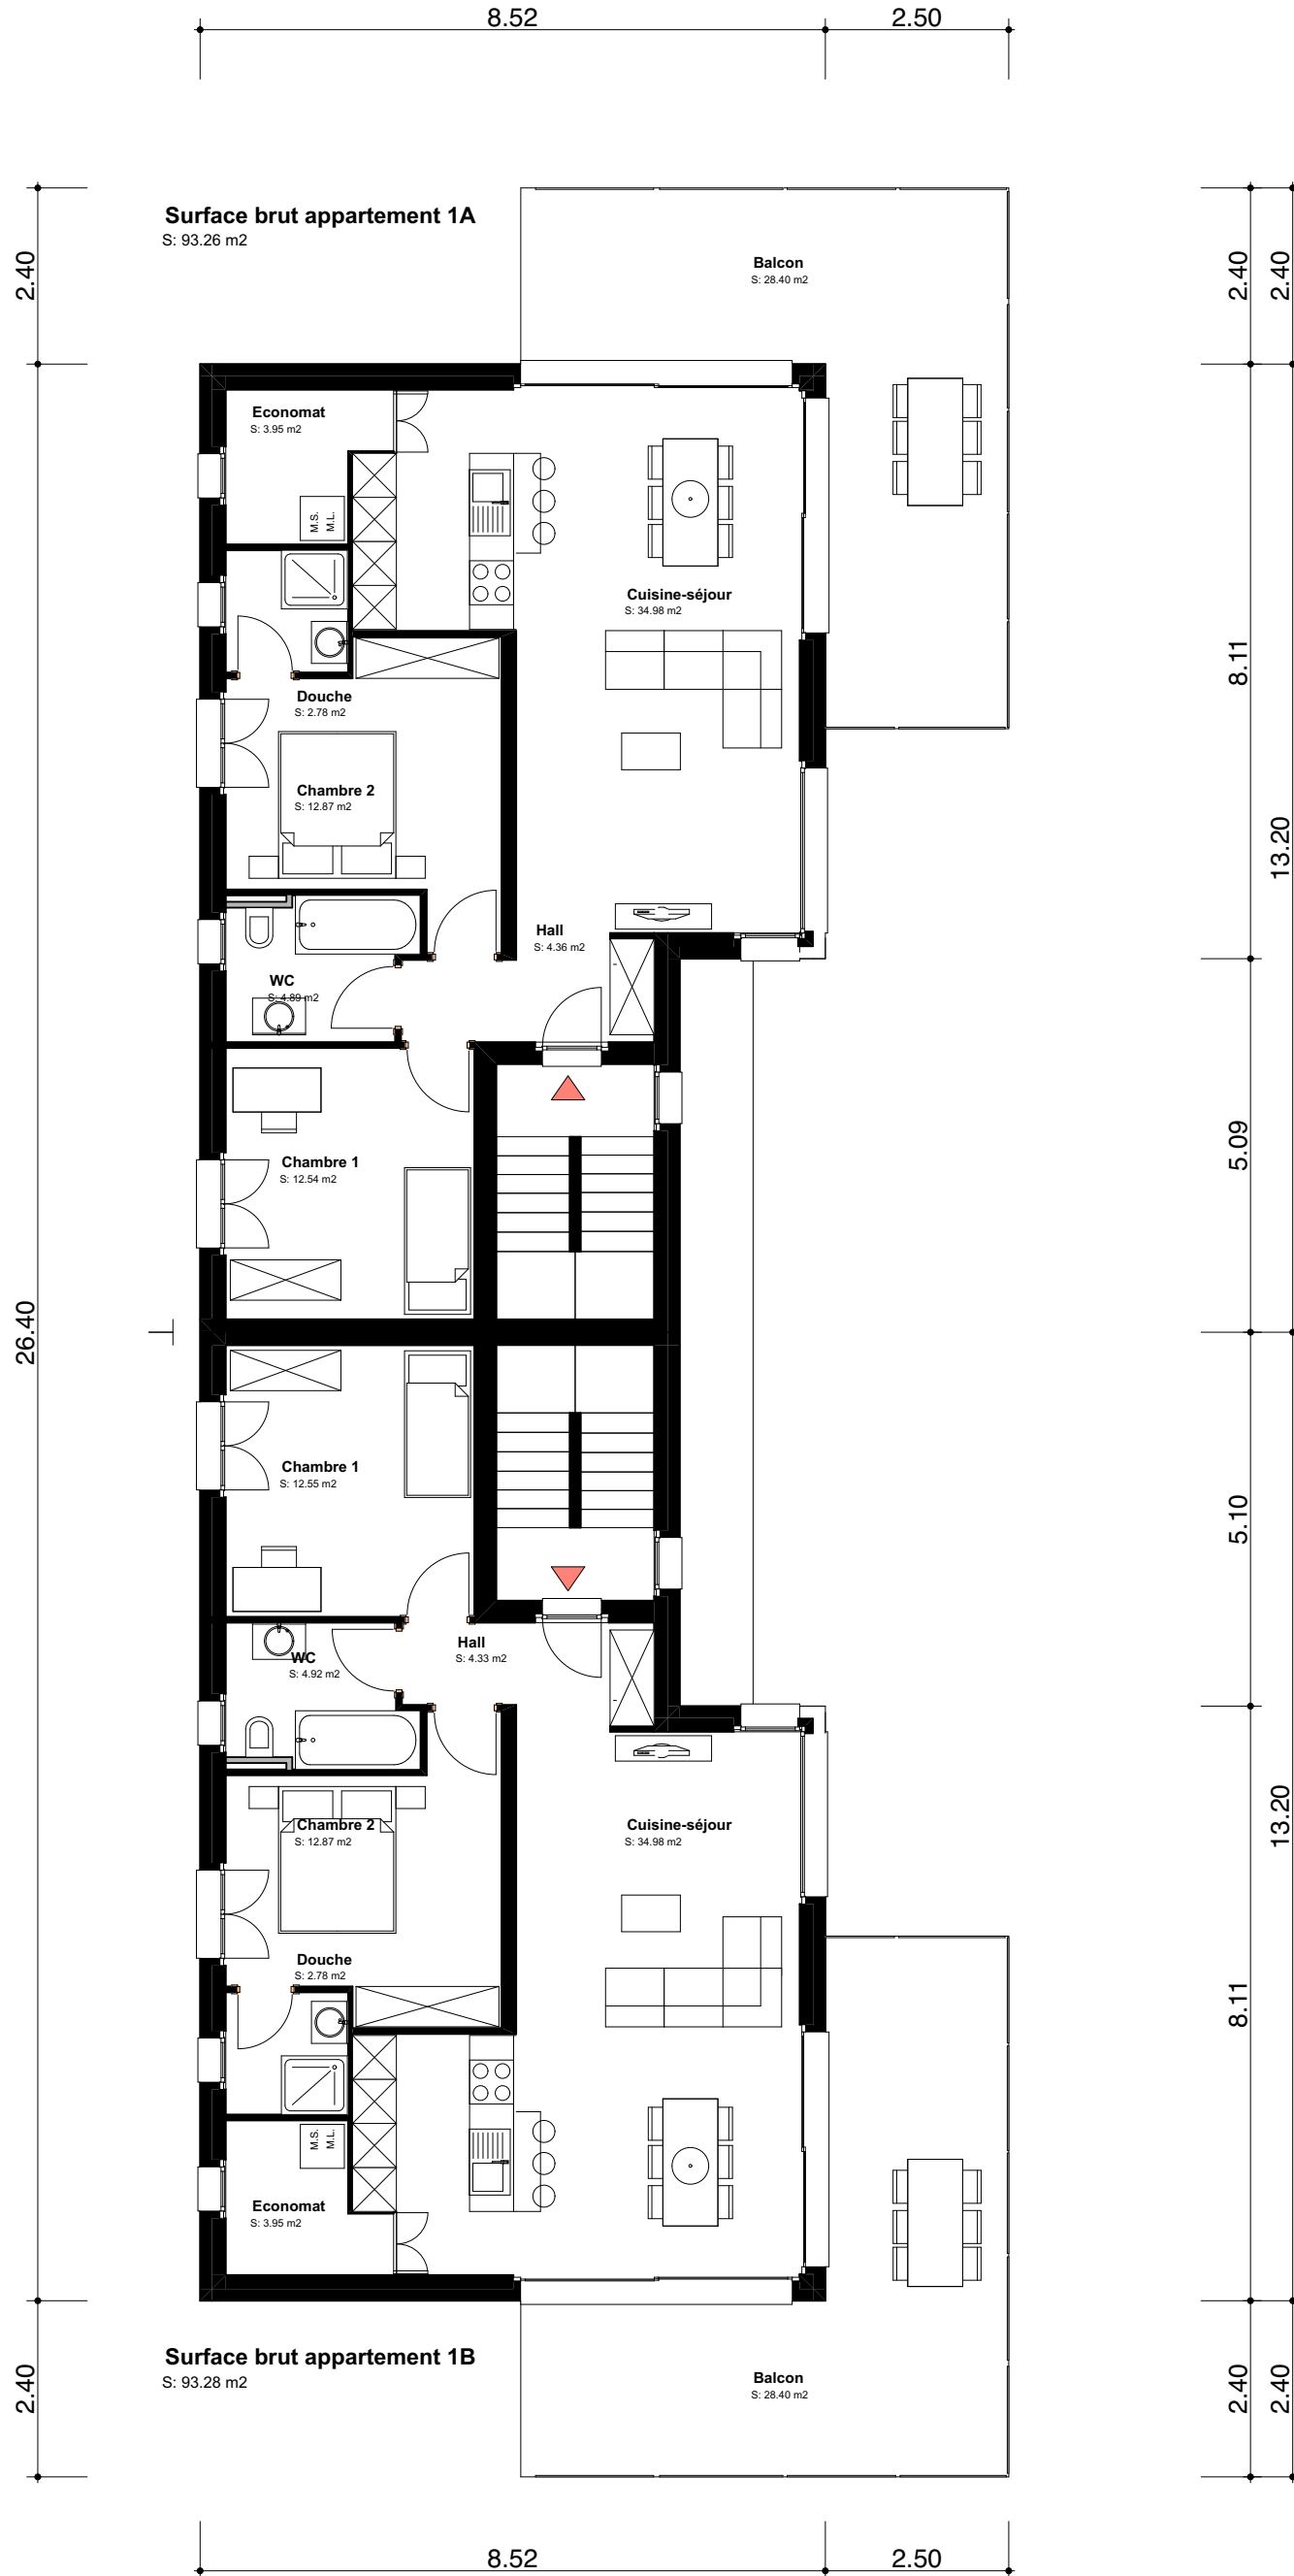 8.52
2.50
Surface brut appartement 1A
S: 93.26 m2
2.40
Balcon
S: 28.40 m2
2.40
2.40
Economat
S: 3.95 m2
M.S.
M.L.
Cuisine-séjour
S: 34.98 m2
8.11
Douche
S: 2.78 m2
Chambre 2
S: 12.87 m2
13.20
Hall
S: 4.36 m2
WC
S: 4.89 m2
5.09
Chambre 1
S: 12.54 m2
26.40
Chambre 1
S: 12.55 m2
5.10
Hall
S: 4.33 m2
WC
S: 4.92 m2
13.20
Chambre 2
S: 12.87 m2
Cuisine-séjour
S: 34.98 m2
Douche
S: 2.78 m2
8.11
M.S.
M.L.
Economat
S: 3.95 m2
Surface brut appartement 1B
S: 93.28 m2
2.40
Balcon
S: 28.40 m2
2.40
2.40
8.52
2.50